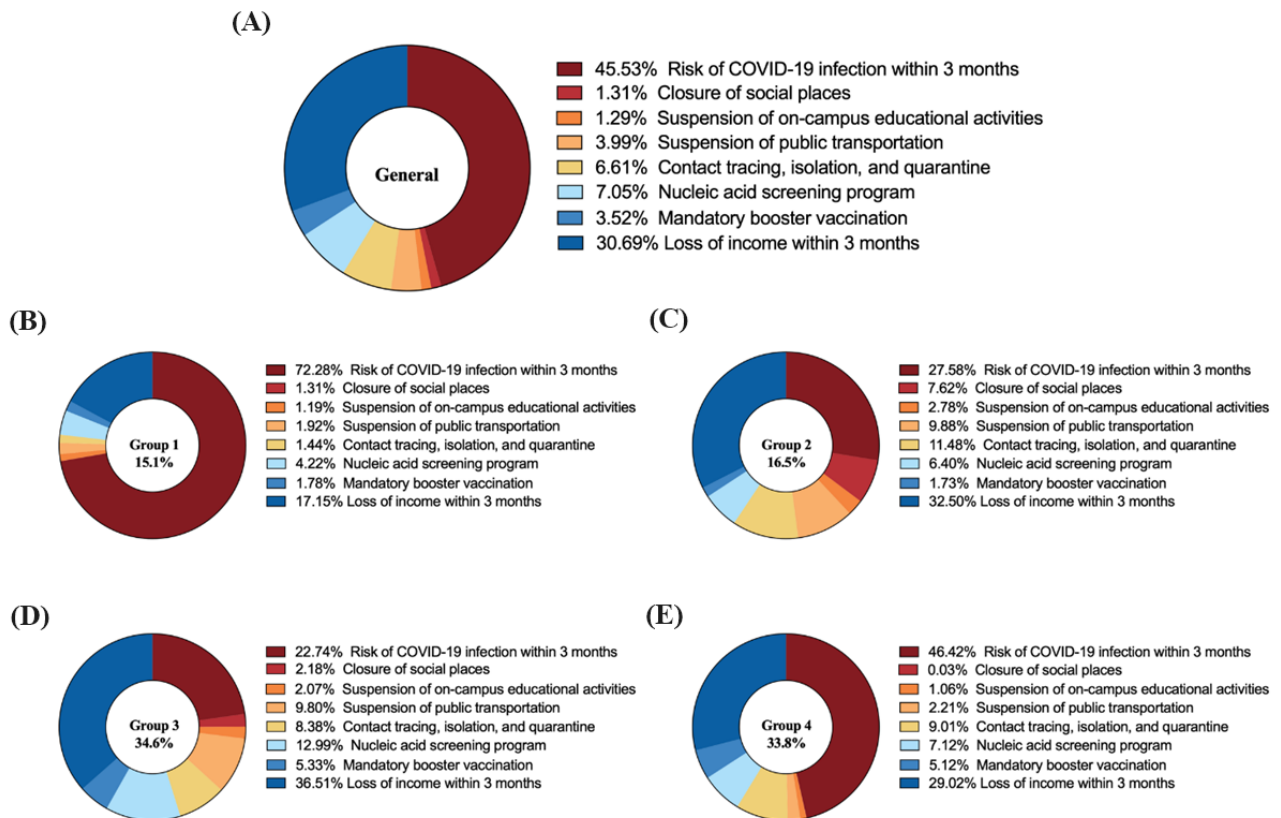 (A)
General
45.53% Risk of COVID-19 infection within 3 months
1.31% Closure of social places
1.29% Suspension of on-campus educational activities
3.99% Suspension of public transportation
6.61% Contact tracing, isolation, and quarantine
7.05% Nucleic acid screening program
3.52% Mandatory booster vaccination
30.69% Loss of income within 3 months
(B)
Group 1
15.1%
72.28% Risk of COVID-19 infection within 3 months
1.31% Closure of social places
1.19% Suspension of on-campus educational activities
1.92% Suspension of public transportation
1.44% Contact tracing, isolation, and quarantine
4.22% Nucleic acid screening program
1.78% Mandatory booster vaccination
17.15% Loss of income within 3 months
(C)
Group 2
16.5%
27.58% Risk of COVID-19 infection within 3 months
7.62% Closure of social places
2.78% Suspension of on-campus educational activities
9.88% Suspension of public transportation
11.48% Contact tracing, isolation, and quarantine
6.40% Nucleic acid screening program
1.73% Mandatory booster vaccination
32.50% Loss of income within 3 months
(D)
Group 3
34.6%
22.74% Risk of COVID-19 infection within 3 months
2.18% Closure of social places
2.07% Suspension of on-campus educational activities
9.80% Suspension of public transportation
8.38% Contact tracing, isolation, and quarantine
12.99% Nucleic acid screening program
5.33% Mandatory booster vaccination
36.51% Loss of income within 3 months
(E)
Group 4
33.8%
46.42% Risk of COVID-19 infection within 3 months
0.03% Closure of social places
1.06% Suspension of on-campus educational activities
2.21% Suspension of public transportation
9.01% Contact tracing, isolation, and quarantine
7.12% Nucleic acid screening program
5.12% Mandatory booster vaccination
29.02% Loss of income within 3 months